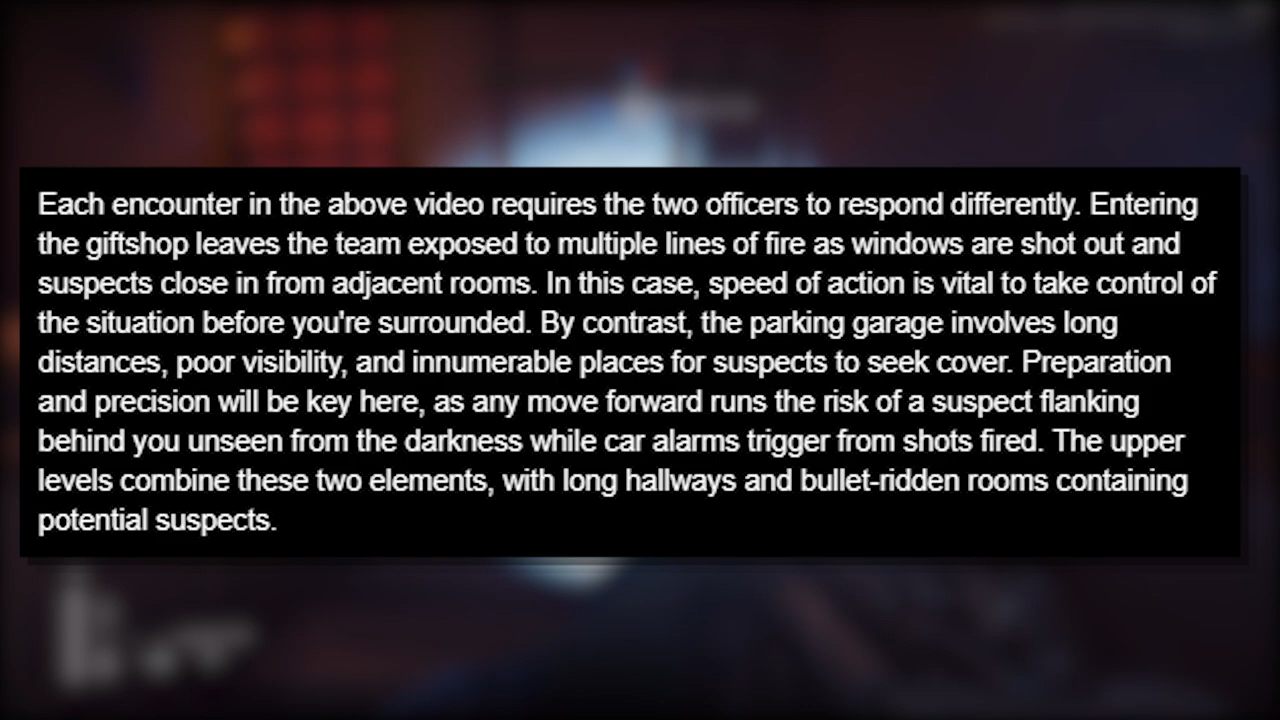 Each encounter in the above video requires the two officers to respond differently. Entering
the giftshop leaves the team exposed to multiple lines of fire as windows are shot out and
suspects close in from adjacent rooms. In this case, speed of action is vital to take control of
the situation before you're surrounded. By contrast, the parking garage involves long
distances, poor visibility, and innumerable places for suspects to seek cover. Preparation
and precision will be key here, as any move forward runs the risk of a suspect flanking
behind you unseen from the darkness while car alarms trigger from shots fired. The upper
levels combine these two elements, with long hallways and bullet-ridden rooms containing
potential suspects.